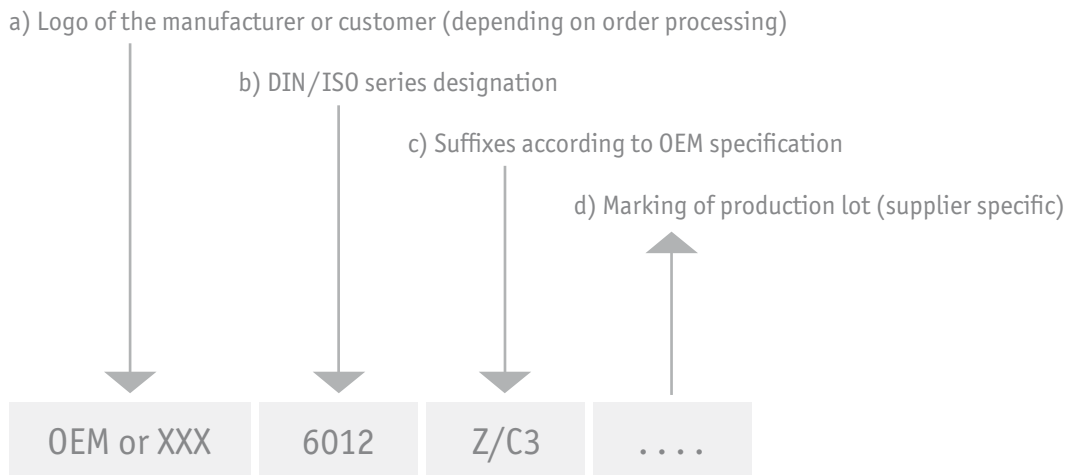 a) Logo of the manufacturer or customer (depending on order processing)
b) DIN/ISO series designation
c) Suffixes according to OEM specification
d) Marking of production lot (supplier specific)
OEM or XXX
6012
Z/C3
. . . .